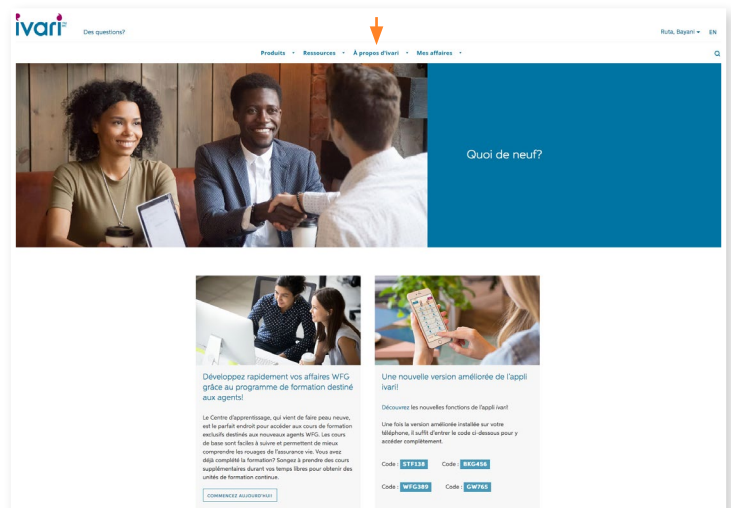 ivari
Des questions?
Ruta, Bayani
EN
Produits
Ressources
À propos d'ivari
Mes affaires
Quoi de neuf?
Développez rapidement vos affaires WFG
grâce au programme de formation destiné
aux agents!
Le Centre d'apprentissage, qui vient de faire peau neuve,
est le parfait endroit pour accéder aux cours de formation
exclusifs destinés aux nouveaux agents WFG. Les cours
de base sont faciles à suivre et permettent de mieux
comprendre les rouages de l'assurance vie. Vous avez
déjà complété la formation? Songez à prendre des cours
supplémentaires durant vos temps libres pour obtenir des
unités de formation continue.
COMMENCEZ AUJOURD'HUI!
Une nouvelle version améliorée de l'appli
ivari!
Découvrez les nouvelles fonctions de l'appli ivari!
Une fois la version améliorée installée sur votre
téléphone, il suffit d'entrer le code ci-dessous pour y
accéder complètement.
Code : STF138 Code : BKG456
Code : WFG389 Code : GW765